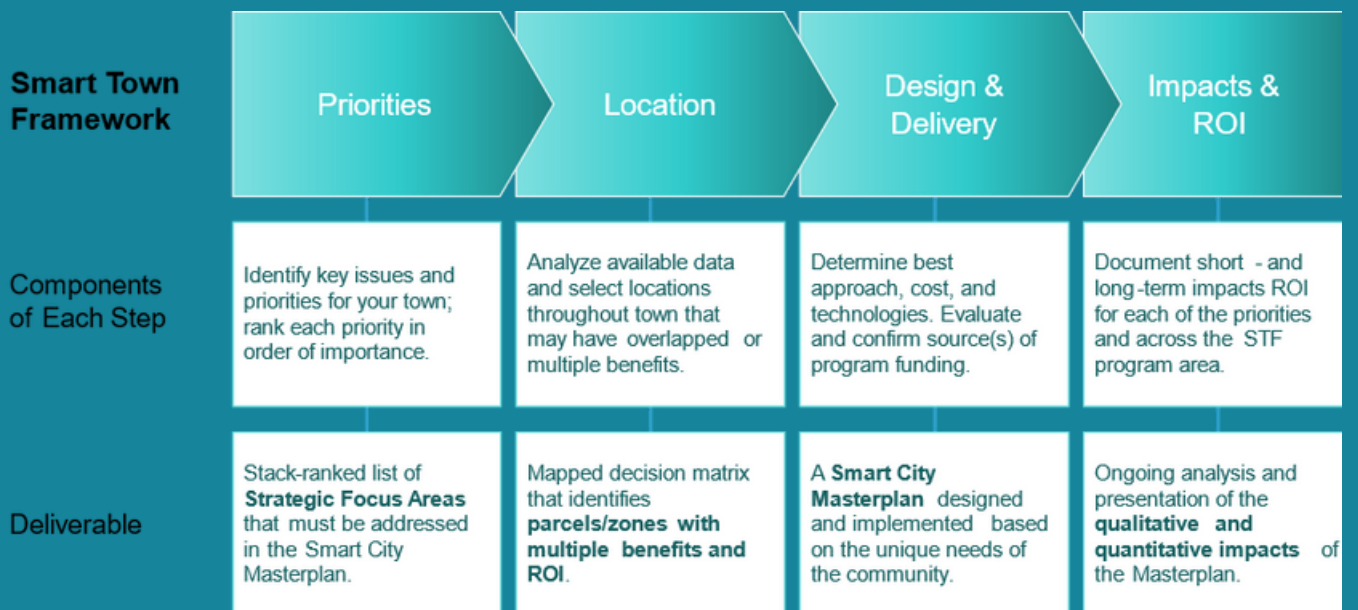 Smart Town
Framework
Priorities
Location
Design &
Delivery
Impacts &
ROI
Components
of Each Step
Identify key issues and
priorities for your town;
rank each priority in
order of importance.
Analyze available data
and select locations
throughout town that
may have overlapped or
multiple benefits.
Determine best
approach, cost, and
technologies. Evaluate
and confirm source(s) of
program funding.
Document short - and
long-term impacts ROI
for each of the priorities
and across the STF
program area.
Deliverable
Stack-ranked list of
Strategic Focus Areas
that must be addressed
in the Smart City
Masterplan.
Mapped decision matrix
that identifies
parcels/zones with
multiple benefits and
ROI.
A Smart City
Masterplan designed
and implemented based
on the unique needs of
the community.
Ongoing analysis and
presentation of the
qualitative and
quantitative impacts of
the Masterplan.